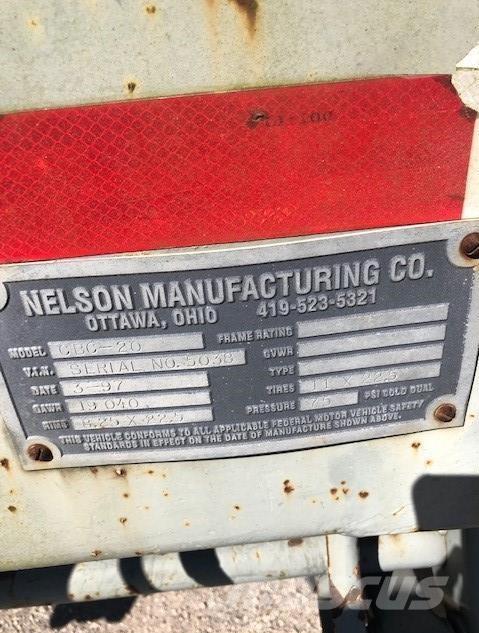 NELSON MANUFACTURING CO.
OTTAWA, OHIO 419-523-5321
MODEL CBC-20 FRAME RATING
V.I.N. SERIAL NO. 5038 GVWR
DATE 3-97 TYPE
GAWR 19 040 TIRES 11 X 22.5
RIMS 8.25 X 22.5 PRESSURE 75 PSI COLD DUAL
THIS VEHICLE CONFORMS TO ALL APPLICABLE FEDERAL MOTOR VEHICLE SAFETY
STANDARDS IN EFFECT ON THE DATE OF MANUFACTURE SHOWN ABOVE.